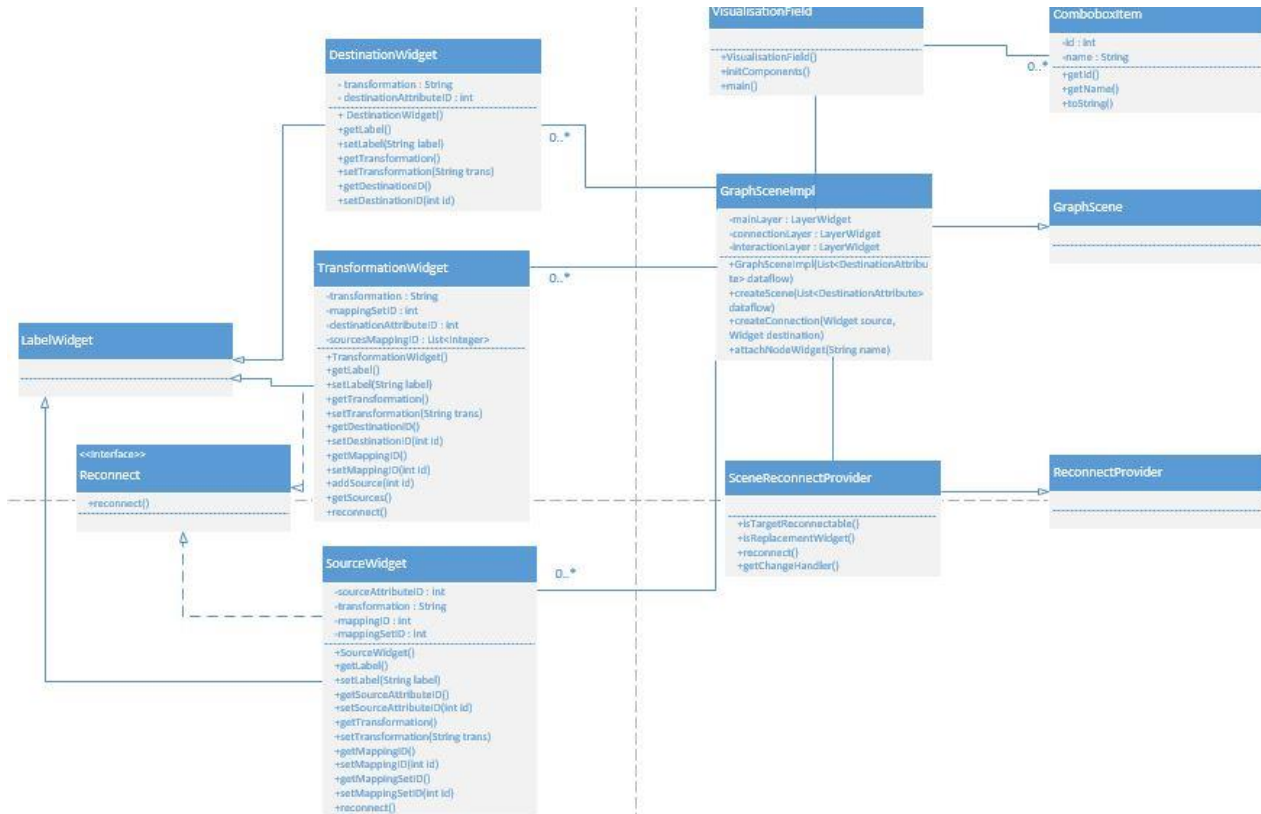 VisualisationField
+VisualisationField()
+initComponents()
+main()
ComboboxItem
-id : int
-name : String
+getId()
+getName()
+toString()
0..*
DestinationWidget
- transformation : String
- destinationAttributeID : int
+ DestinationWidget()
+getLabel()
+setLabel(String label)
+getTransformation()
+setTransformation(String trans)
+getDestinationID()
+setDestinationID(int id)
0..*
GraphSceneImpl
-mainLayer : LayerWidget
-connectionLayer : LayerWidget
-interactionLayer : LayerWidget
+GraphSceneImpl(List<DestinationAttribu
te> dataflow)
+createScene(List<DestinationAttribute>
dataflow)
+createConnection(Widget source,
Widget destination)
+attachNodeWidget(String name)
GraphScene
TransformationWidget
-transformation : String
-mappingSetID : int
-destinationAttributeID : int
-sourcesMappingID : List<Integer>
+TransformationWidget()
+getLabel()
+setLabel(String label)
+getTransformation()
+setTransformation(String trans)
+getDestinationID()
+setDestinationID(int id)
+getMappingID()
+setMappingID(int id)
+addSource(int id)
+getSources()
+reconnect()
0..*
LabelWidget
<<interface>>
Reconnect
+reconnect()
SceneReconnectProvider
+isTargetReconnectable()
+isReplacementWidget()
+reconnect()
+getChangeHandler()
ReconnectProvider
SourceWidget
-sourceAttributeID : int
-transformation : String
-mappingID : int
-mappingSetID : int
+SourceWidget()
+getLabel()
+setLabel(String label)
+getSourceAttributeID()
+setSourceAttributeID(int id)
+getTransformation()
+setTransformation(String trans)
+getMappingID()
+setMappingID(int id)
+getMappingSetID()
+setMappingSetID(int id)
+reconnect()
0..*